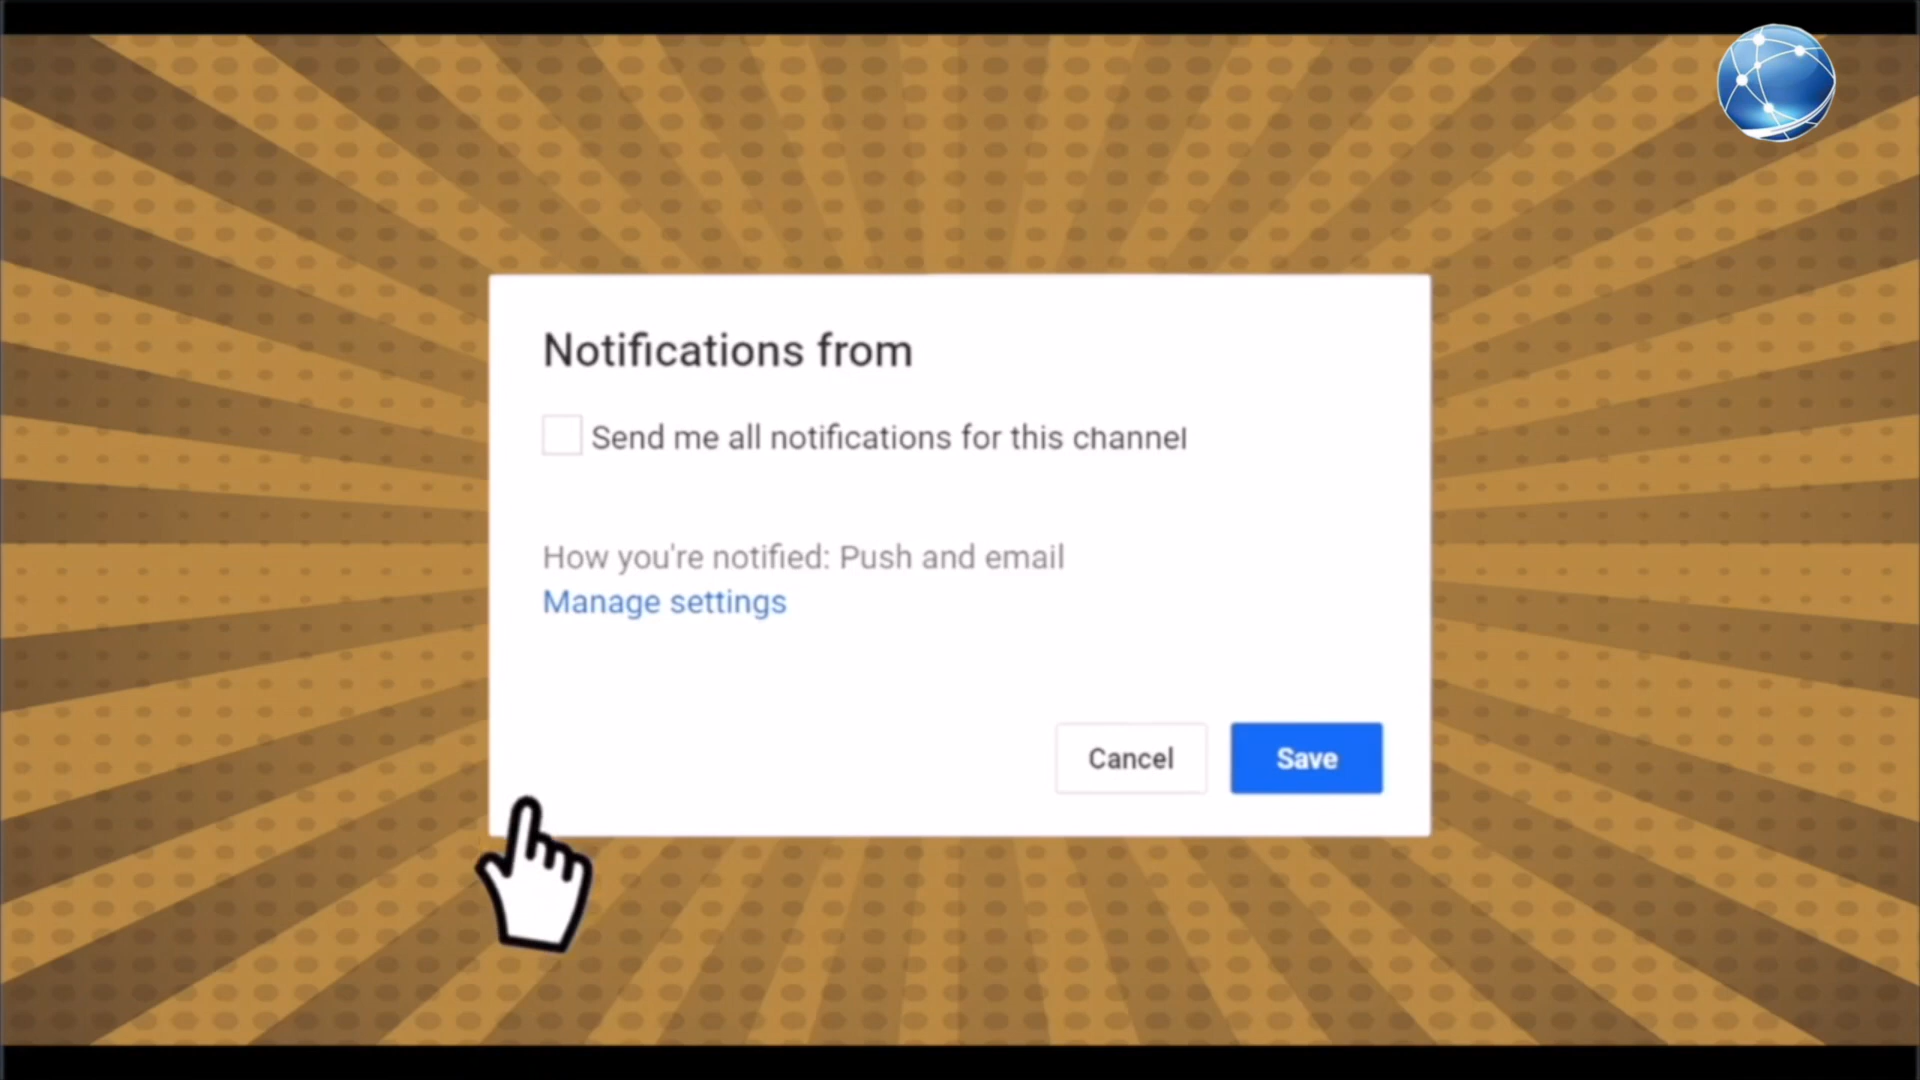 Notifications from
Send me all notifications for this channel
How you're notified: Push and email
Manage settings
Cancel
Save